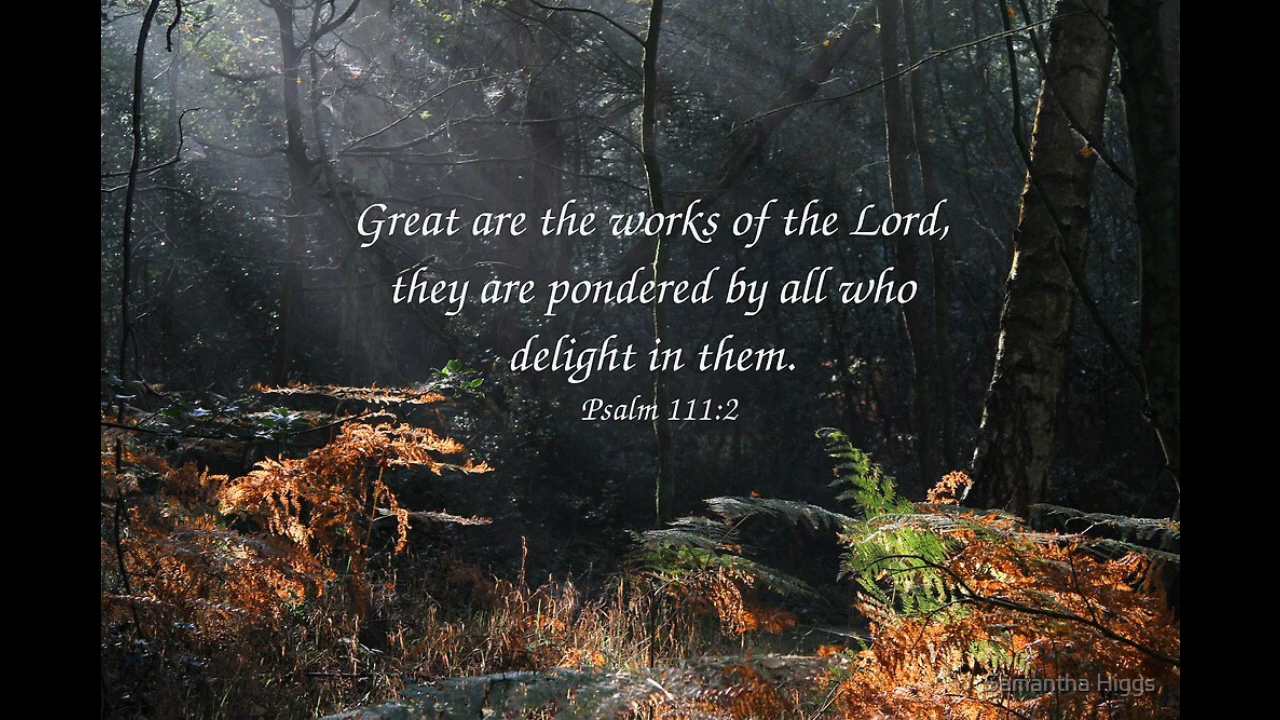 Great are the works of the Lord,
they are pondered by all who
delight in them.
Psalm 111:2
Samantha Higgs